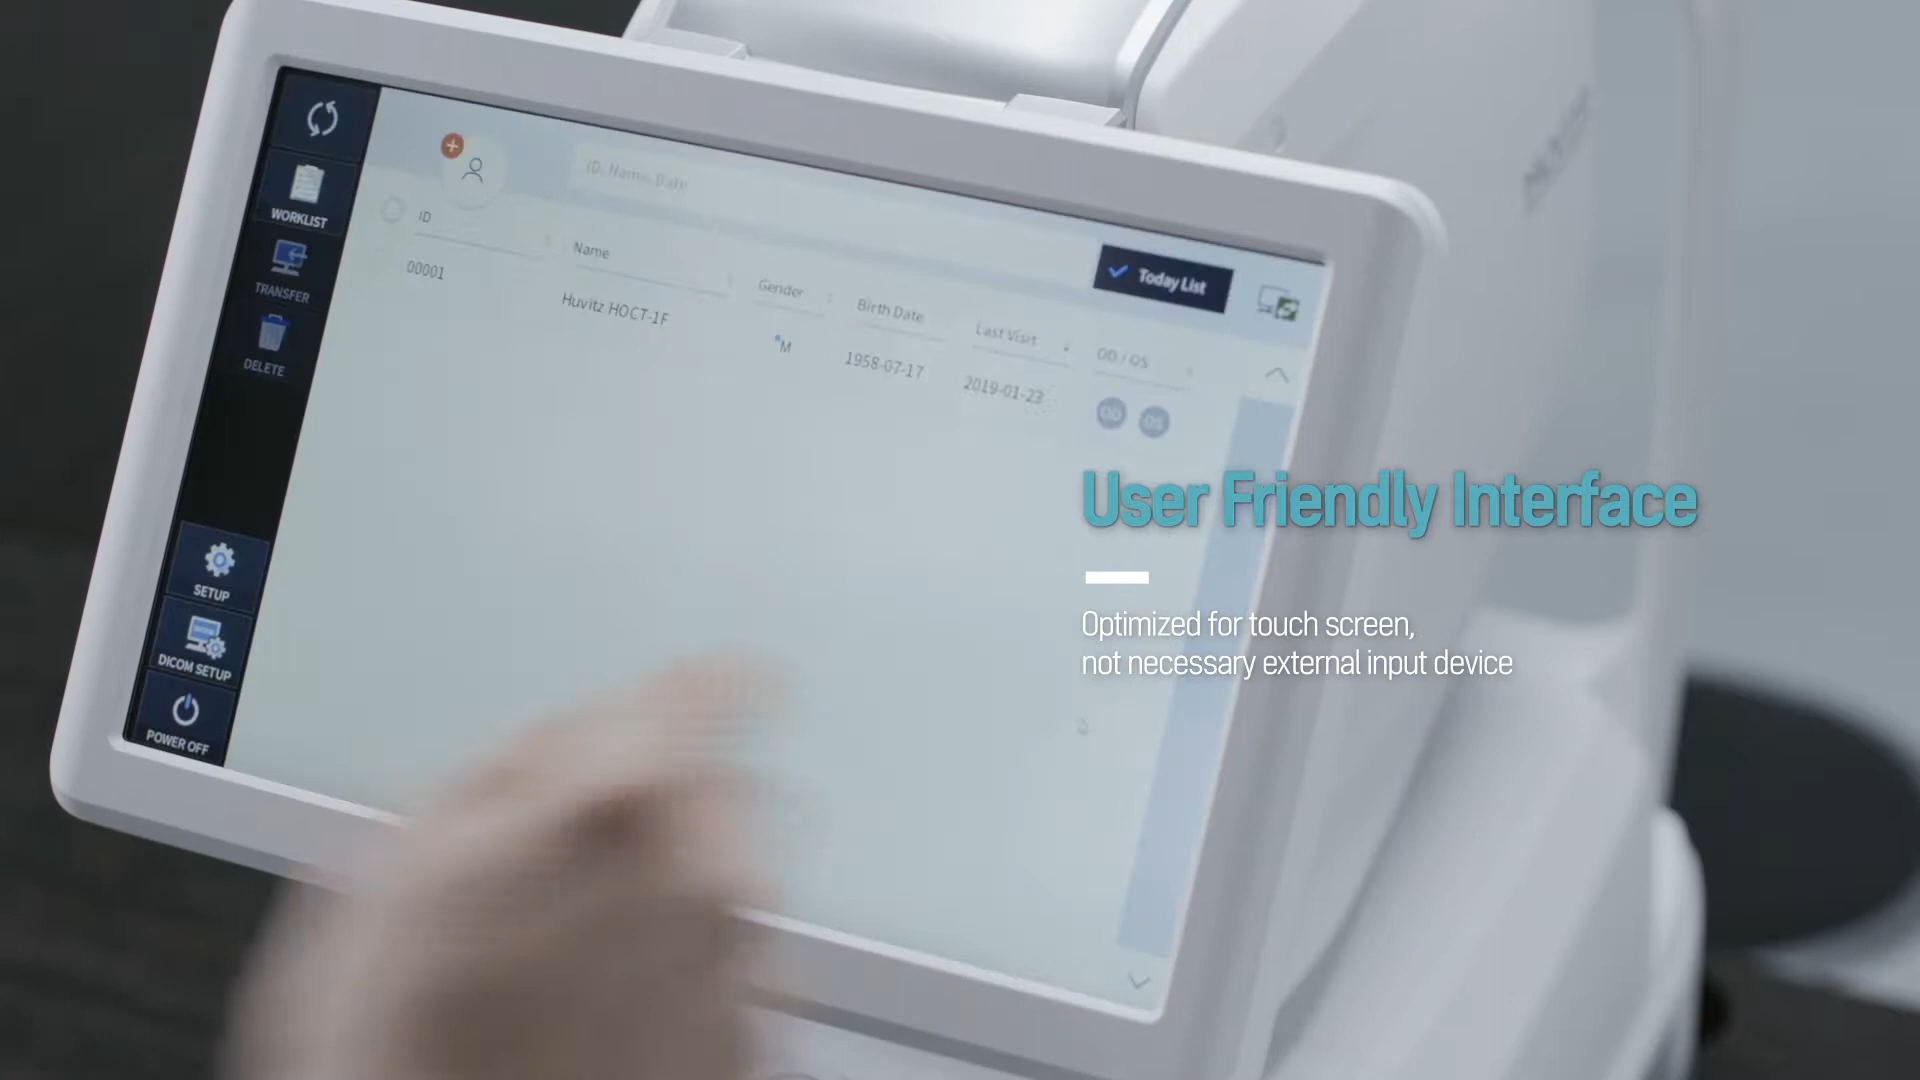 WORKLIST
TRANSFER
DELETE
SETUP
DICOM SETUP
POWER OFF
ID, Name, Date
Today List
ID
Name
Gender
Birth Date
Last Visit
OD / OS
00001
Huvitz HOCT-1F
M
1958-07-17
2019-01-23
OD
OS
User Friendly Interface
Optimized for touch screen,
not necessary external input device